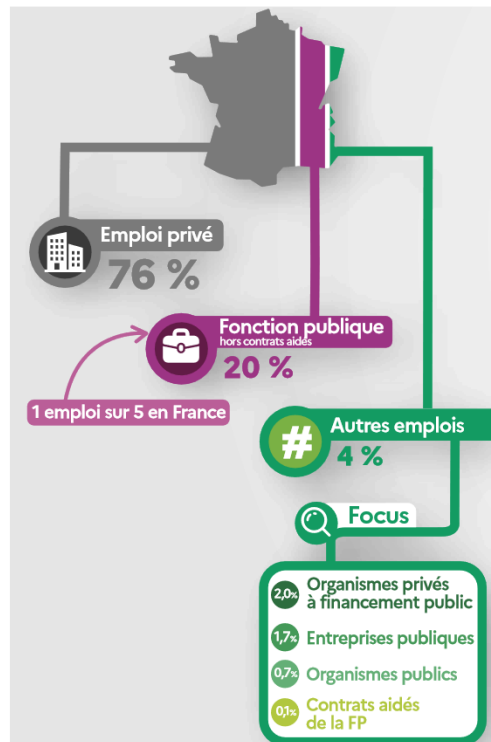 Emploi privé
76 %
Fonction publique
hors contrats aidés
20 %
1 emploi sur 5 en France
#
Autres emplois
4 %
Focus
2,0% Organismes privés
à financement public
1,7% Entreprises publiques
0,7% Organismes publics
0,1% Contrats aidés
de la FP